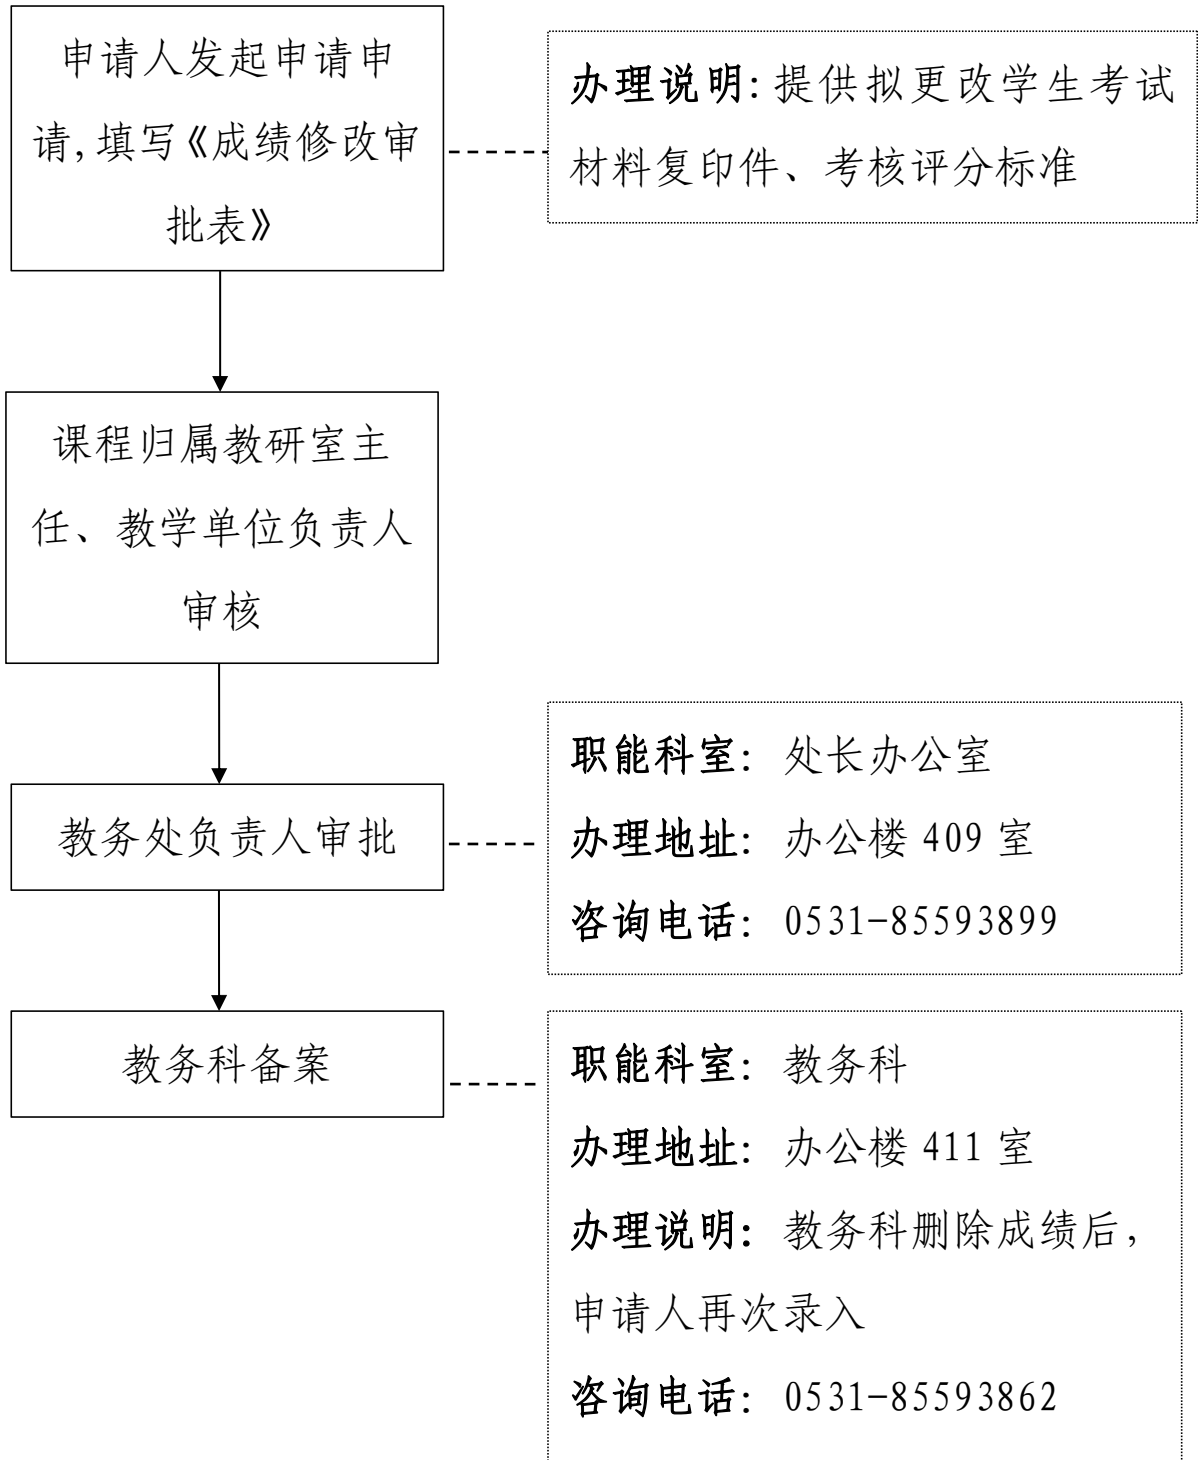 申请人发起申请申
请,填写《成绩修改审
批表》
办理说明:提供拟更改学生考试
材料复印件、考核评分标准
课程归属教研室主
任、教学单位负责人
审核
教务处负责人审批
职能科室: 处长办公室
办理地址: 办公楼 409 室
咨询电话: 0531-85593899
教务科备案
职能科室: 教务科
办理地址: 办公楼 411 室
办理说明: 教务科删除成绩后,
申请人再次录入
咨询电话: 0531-85593862